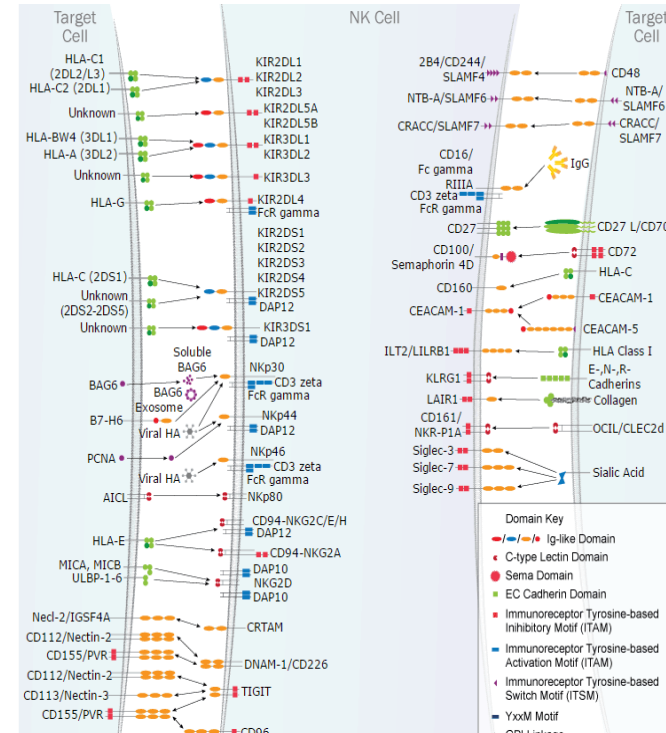 Target
Cell
NK Cell
Target
Cell
HLA-C1
(2DL2/L3)
HLA-C2 (2DL1)
KIR2DL1
KIR2DL2
KIR2DL3
Unknown
KIR2DL5A
KIR2DL5B
HLA-BW4 (3DL1)
HLA-A (3DL2)
KIR3DL1
KIR3DL2
Unknown
KIR3DL3
HLA-G
KIR2DL4
FcR gamma
KIR2DS1
KIR2DS2
KIR2DS3
KIR2DS4
KIR2DS5
DAP12
HLA-C (2DS1)
Unknown
(2DS2-2DS5)
Unknown
KIR3DS1
DAP12
Soluble
BAG6
BAG6
BAG6
Exosome
NKp30
CD3 zeta
FcR gamma
B7-H6
Viral HA
NKp44
DAP12
PCNA
Viral HA
NKp46
CD3 zeta
FcR gamma
AICL
NKp80
HLA-E
CD94-NKG2C/E/H
DAP12
CD94-NKG2A
MICA, MICB
ULBP-1-6
DAP10
NKG2D
DAP10
Necl-2/IGSF4A
CRTAM
CD112/Nectin-2
CD155/PVR
DNAM-1/CD226
CD112/Nectin-2
CD113/Nectin-3
TIGIT
CD155/PVR
CD96
2B4/CD244/
SLAMF4
CD48
NTB-A/SLAMF6
NTB-A/
SLAMF6
CRACC/SLAMF7
CRACC/
SLAMF7
CD16/
Fc gamma
RIIIA
CD3 zeta
FcR gamma
IgG
CD27
CD27 L/CD70
CD100/
Semaphorin 4D
CD72
CD160
HLA-C
CEACAM-1
CEACAM-1
CEACAM-5
ILT2/LILRB1
HLA Class I
KLRG1
E-,N-,R-
Cadherins
LAIR1
Collagen
CD161/
NKR-P1A
OCIL/CLEC2d
Siglec-3
Siglec-7
Siglec-9
Sialic Acid
Domain Key
/ / / Ig-like Domain
C-type Lectin Domain
Sema Domain
EC Cadherin Domain
Immunoreceptor Tyrosine-based
Inihibitory Motif (ITAM)
Immunoreceptor Tyrosine-based
Activation Motif (ITAM)
Immunoreceptor Tyrosine-based
Switch Motif (ITSM)
YxxM Motif
GPI Linkage